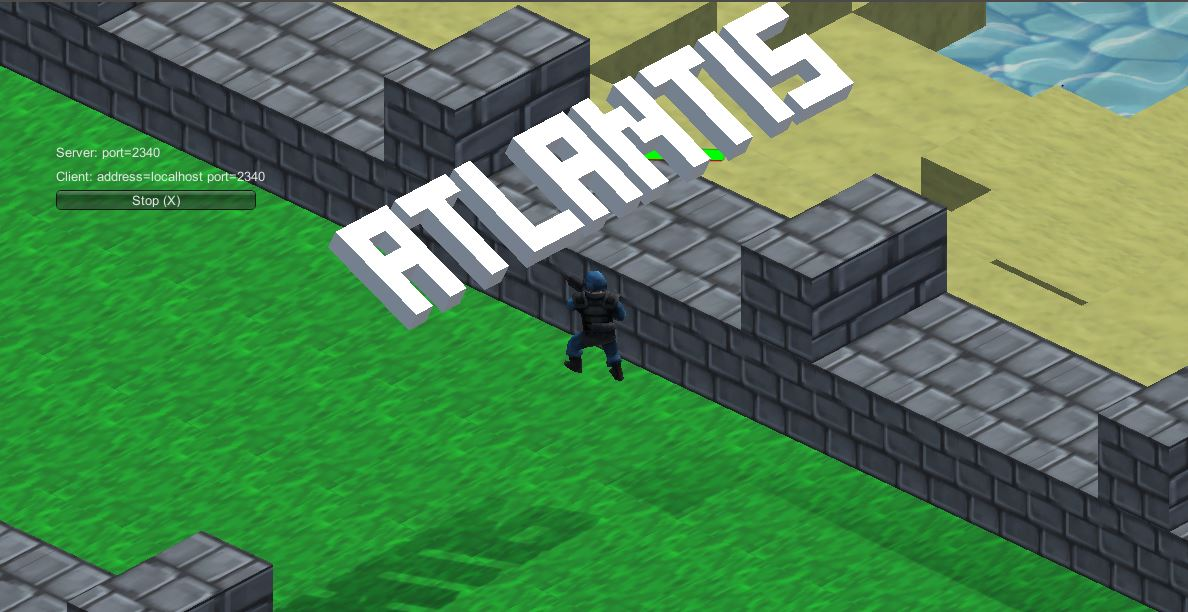 ATLANTIS
Server: port=2340
Client: address=localhost port=2340
Stop (X)